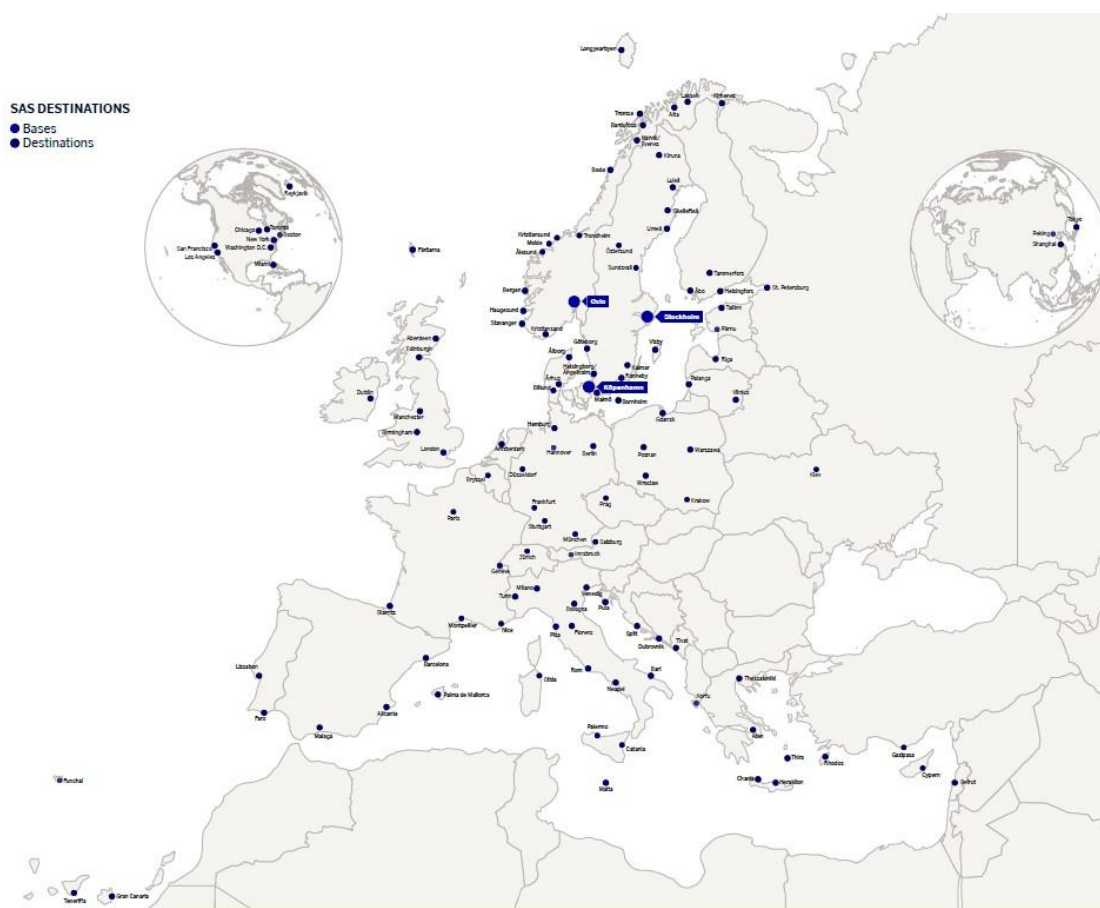 Longyearbyen
SAS DESTINATIONS
Bases
Destinations
Lakselv
Kirkenes
Alta
Tromsø
Bardufoss
Narvik/
Evenes
Kiruna
Bodø
Luleå
Skellefteå
Umeå
Reykjavik
Chicago
Toronto
Boston
New York
San Francisco
Washington D.C.
Los Angeles
Miami
Tokyo
Peking
Shanghai
Kristiansund
Molde
Ålesund
Trondheim
Östersund
Sundsvall
Färöarna
Tammerfors
Åbo
Helsingfors
St. Petersburg
Bergen
Oslo
Tallinn
Haugesund
Stavanger
Stockholm
Kristiansand
Pärnu
Göteborg
Visby
Ålborg
Riga
Aberdeen
Edinburgh
Helsingborg/
Ängelholm
Kalmar
Ronneby
Århus
Billund
Köpenhamn
Malmö
Bornholm
Palanga
Vilnius
Dublin
Gdansk
Manchester
Birmingham
Hamburg
London
Amsterdam
Hannover
Berlin
Poznan
Warszawa
Bryssel
Düsseldorf
Wroclaw
Kiev
Prag
Krakow
Frankfurt
Paris
Stuttgart
München
Salzburg
Zürich
Innsbruck
Geneve
Milano
Turin
Venedig
Bologna
Pula
Biarritz
Montpellier
Nice
Pisa
Florens
Split
Dubrovnik
Tivat
Lissabon
Barcelona
Rom
Bari
Olbia
Neapel
Thessaloniki
Palma de Mallorca
Korfu
Faro
Alicante
Malaga
Palermo
Catania
Aten
Thira
Rhodos
Gazipasa
Cypern
Funchal
Malta
Chania
Heraklion
Beirut
Teneriffa
Gran Canaria